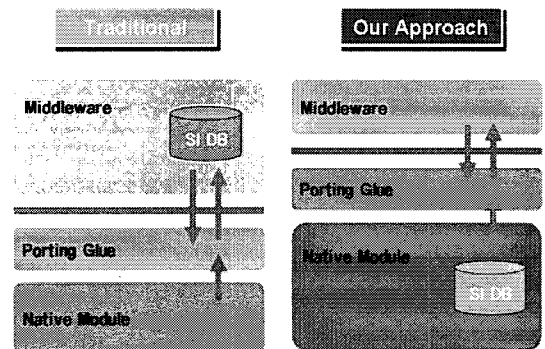 Traditional
Our Approach
Middleware
SI DB
Porting Glue
Native Module
Middleware
Porting Glue
Native Module
SI DB